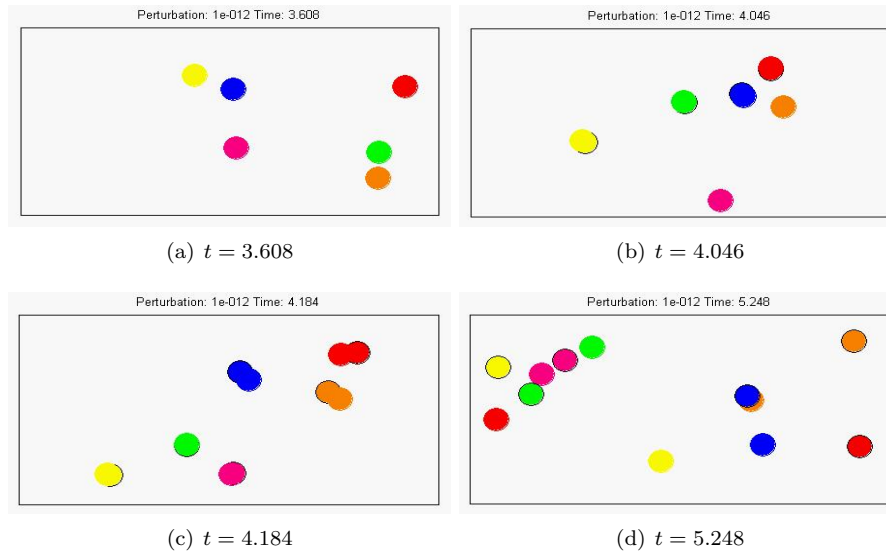 Perturbation: 1e-012 Time: 3.608
Perturbation: 1e-012 Time: 4.046
(a) t = 3.608
(b) t = 4.046
Perturbation: 1e-012 Time: 4.184
Perturbation: 1e-012 Time: 5.248
(c) t = 4.184
(d) t = 5.248